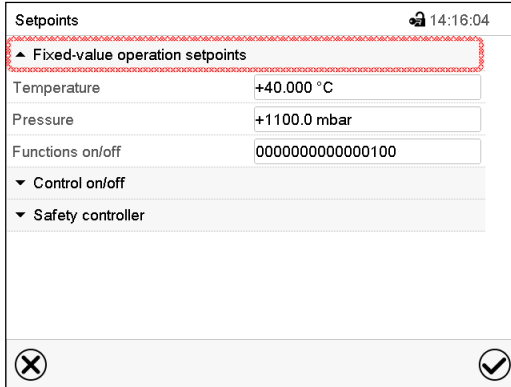 Setpoints 14:16:04
Fixed-value operation setpoints
Temperature +40.000 °C
Pressure +1100.0 mbar
Functions on/off 0000000000000100
Control on/off
Safety controller